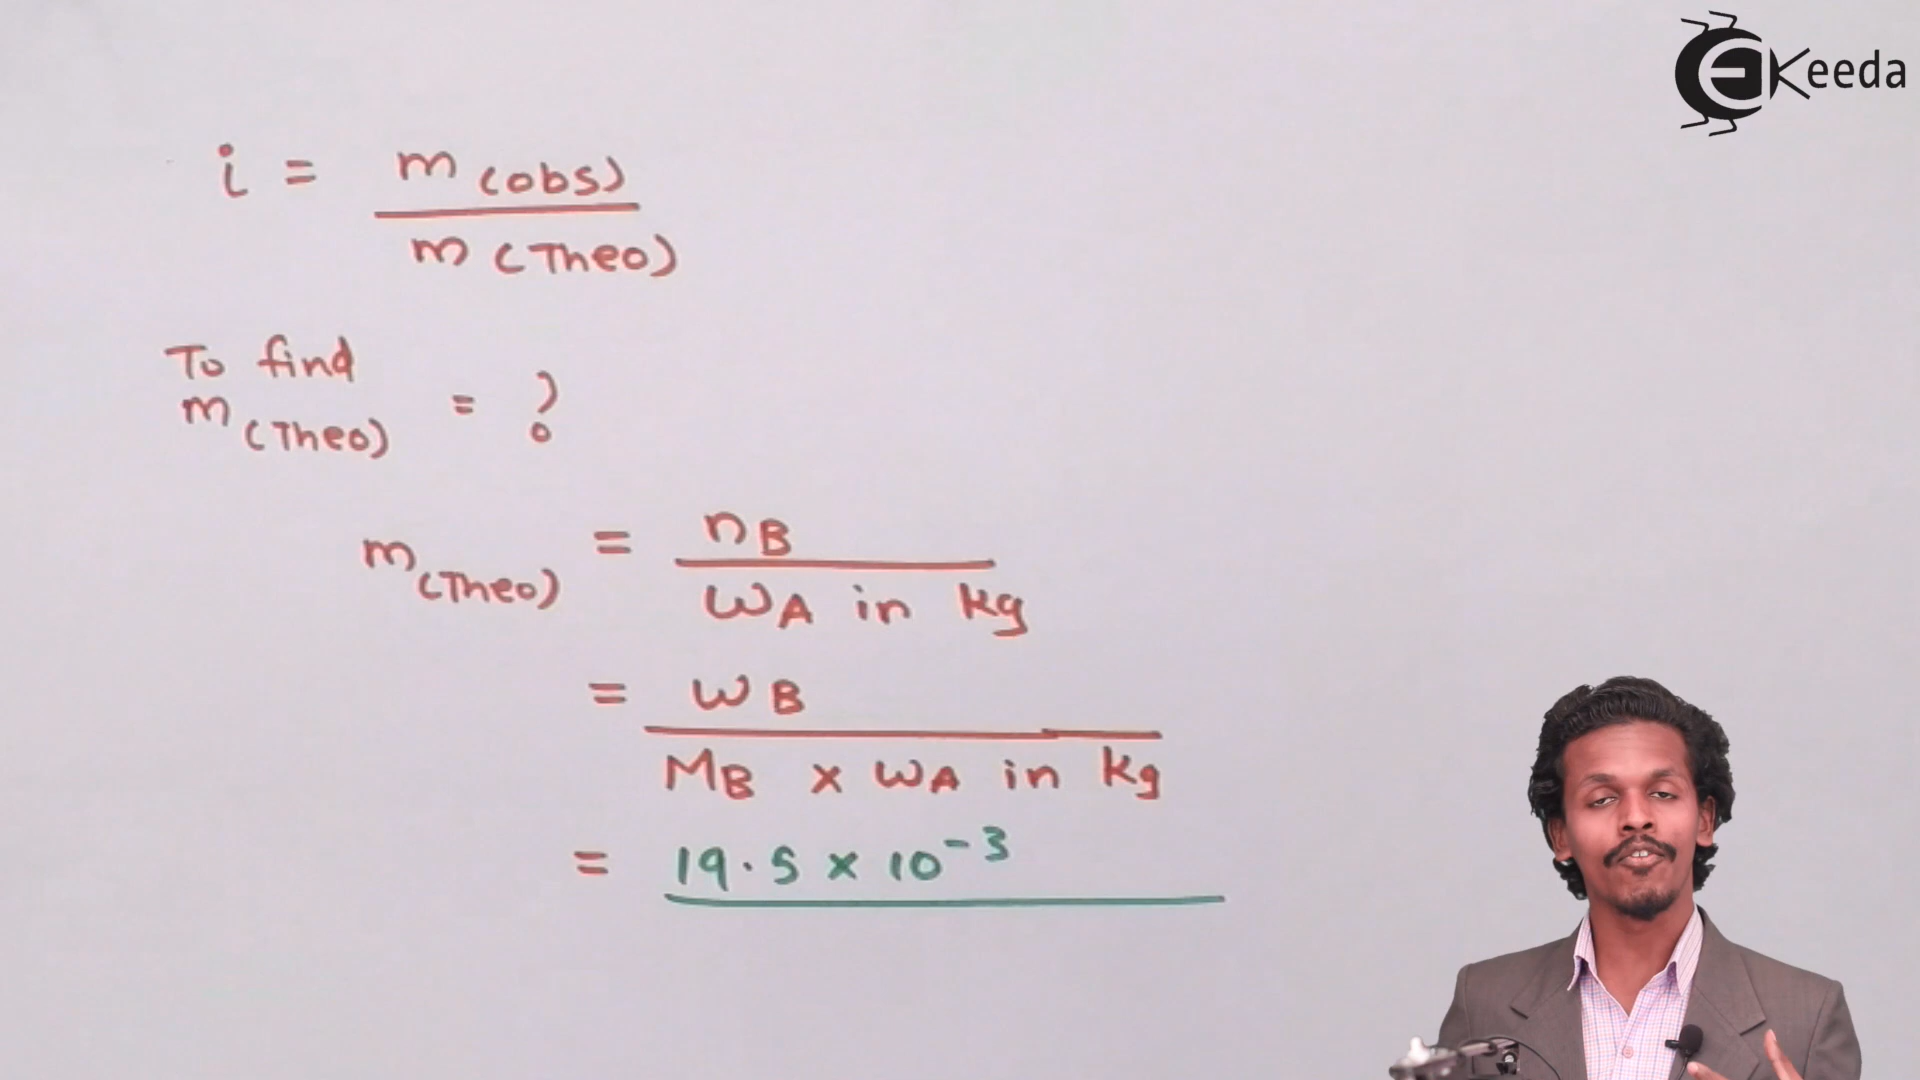 EKeeda
i = m (obs)
m (Theo)
To find
m (Theo) = ?
m (Theo) = nB
WA in kg
= WB
MB x WA in kg
= 19.5 x 10-3